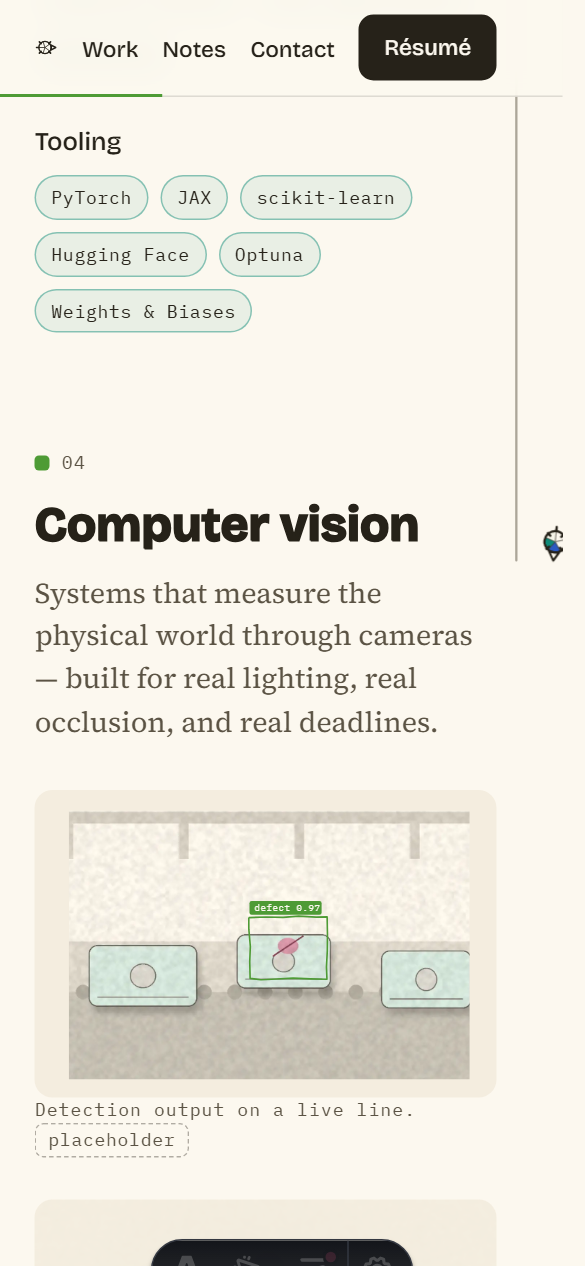 Work Notes Contact Résumé
Tooling
PyTorch JAX scikit-learn
Hugging Face Optuna
Weights & Biases
04
Computer vision
Systems that measure the
physical world through cameras
— built for real lighting, real
occlusion, and real deadlines.
defect 0.97
Detection output on a live line.
placeholder